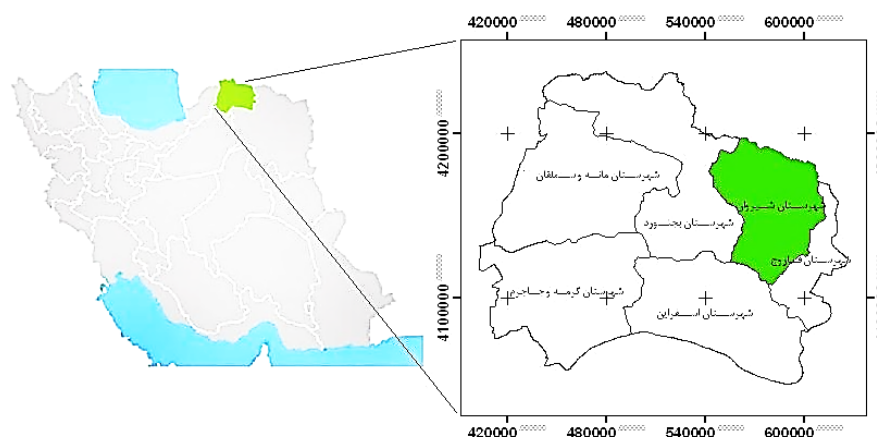 420000 480000 540000 600000
4200000
4100000
شهرستان مانه و سملقان
شهرستان شیروان
شهرستان بجنورد
شهرستان فاروج
شهرستان گرمه و جاجرم
شهرستان اسفراین
420000 480000 540000 600000